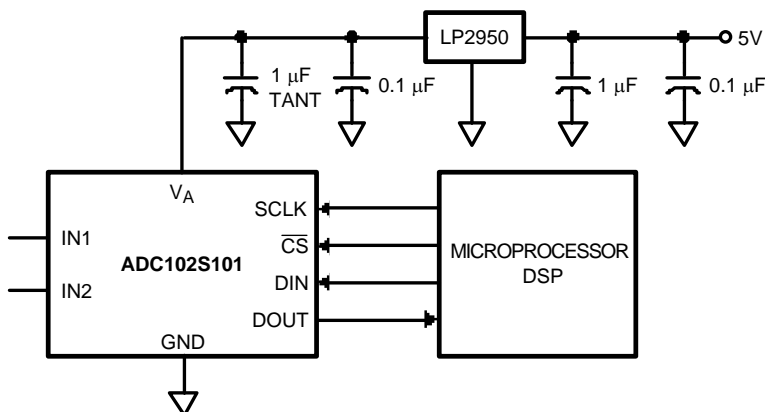 LP2950
5V
1 μF
TANT
0.1 μF
1 μF
0.1 μF
VA
IN1
IN2
ADC102S101
SCLK
CS
DIN
DOUT
GND
MICROPROCESSOR
DSP